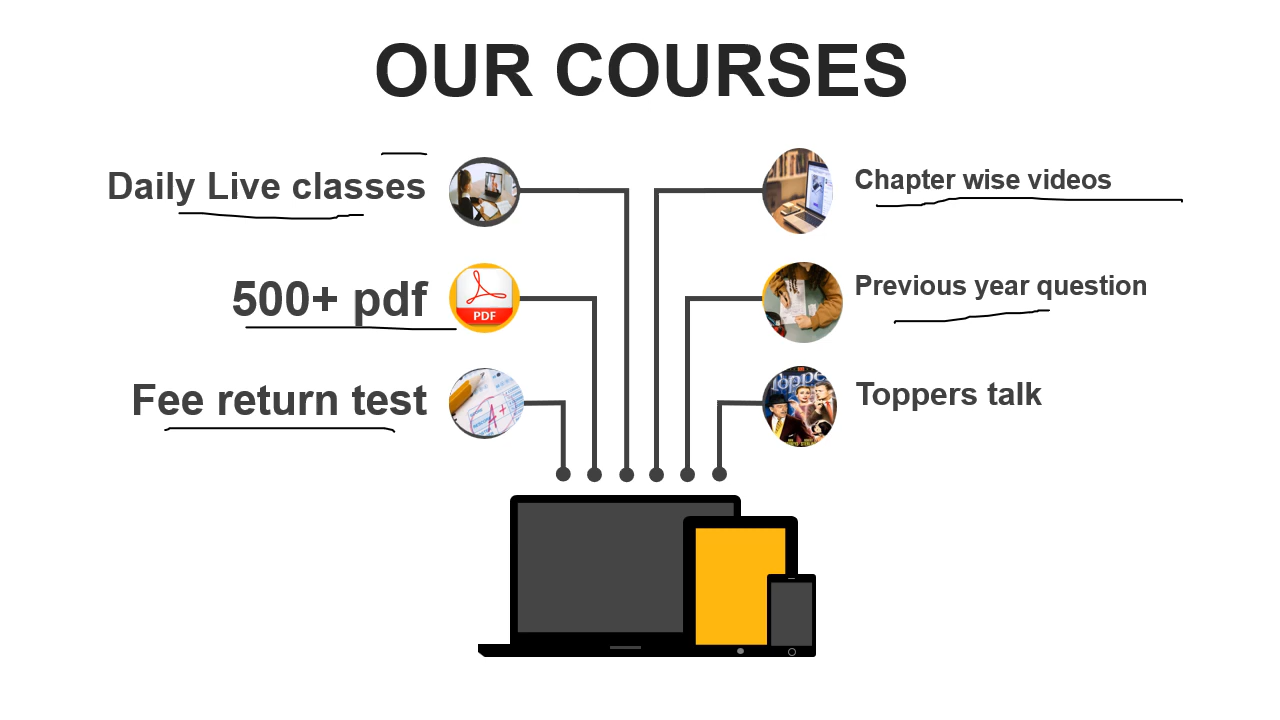 OUR COURSES
Daily Live classes
500+ pdf
PDF
Fee return test
A+
Chapter wise videos
Previous year question
Toppers talk